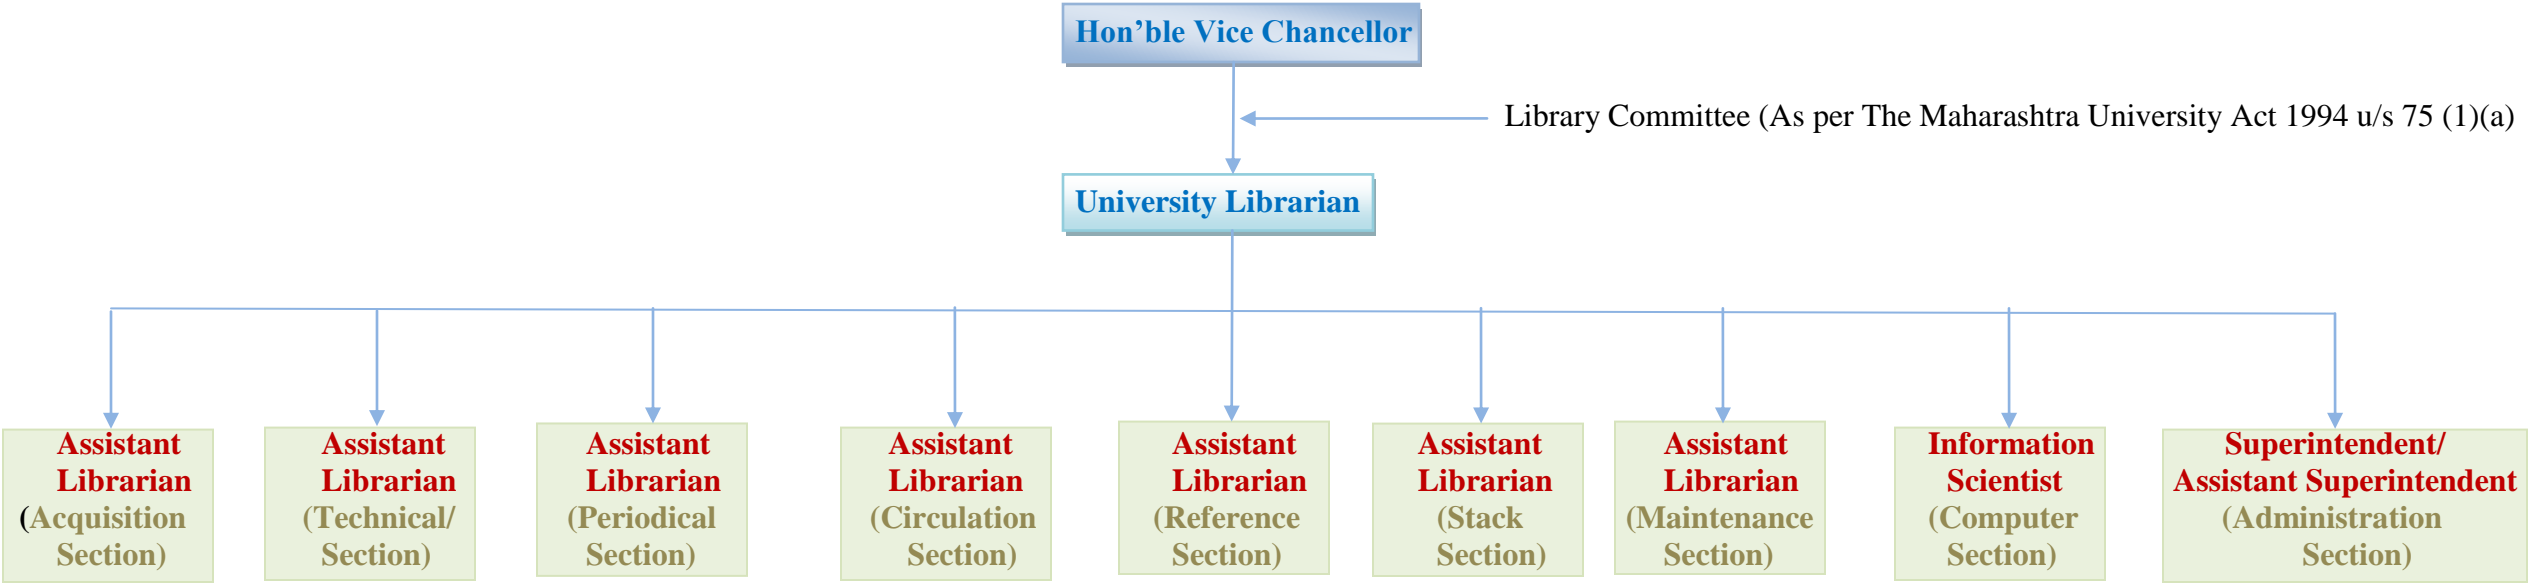 Hon’ble Vice Chancellor
Library Committee (As per The Maharashtra University Act 1994 u/s 75 (1)(a)
University Librarian
Assistant
Librarian
(Acquisition
Section)
Assistant
Librarian
(Technical/
Section)
Assistant
Librarian
(Periodical
Section)
Assistant
Librarian
(Circulation
Section)
Assistant
Librarian
(Reference
Section)
Assistant
Librarian
(Stack
Section)
Assistant
Librarian
(Maintenance
Section)
Information
Scientist
(Computer
Section)
Superintendent/
Assistant Superintendent
(Administration
Section)